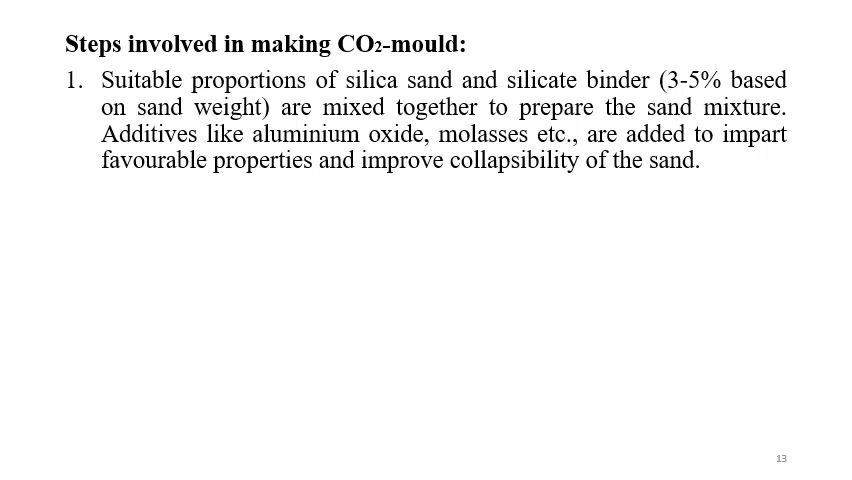 Steps involved in making CO2-mould:
1. Suitable proportions of silica sand and silicate binder (3-5% based
on sand weight) are mixed together to prepare the sand mixture.
Additives like aluminium oxide, molasses etc., are added to impart
favourable properties and improve collapsibility of the sand.
13